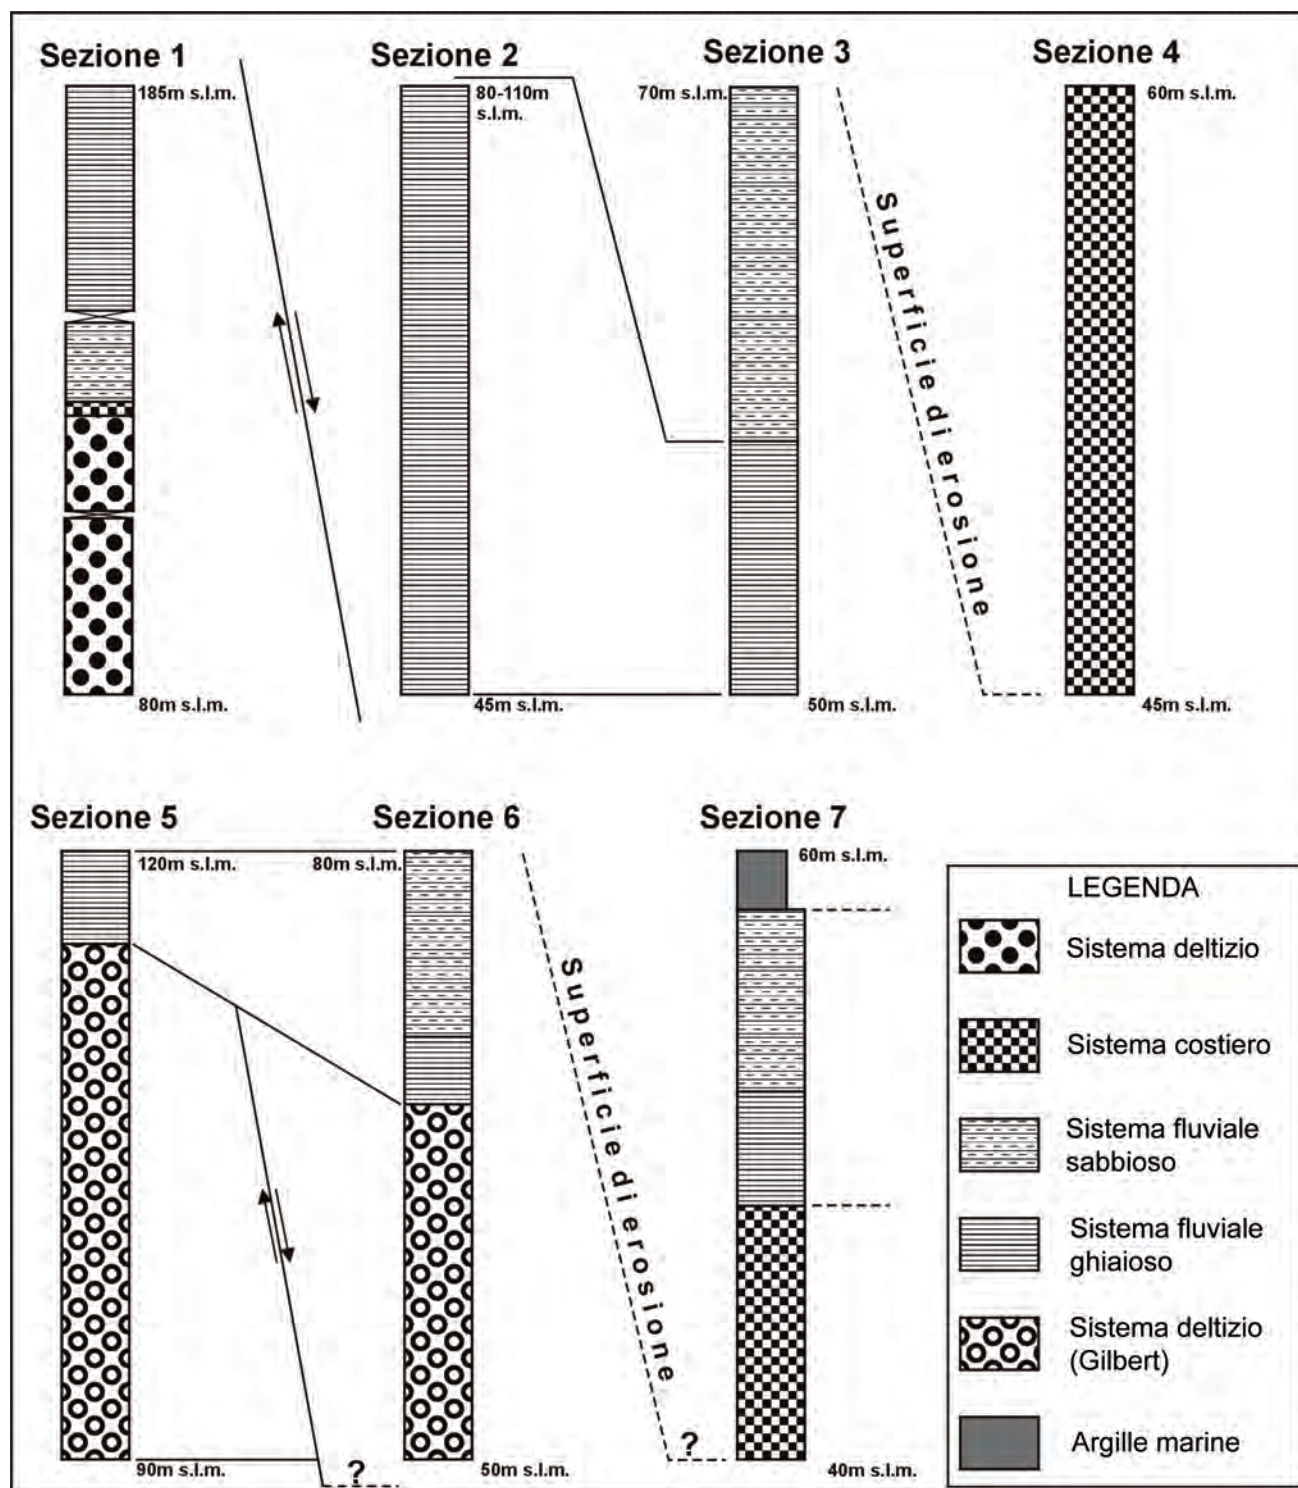 Sezione 1
Sezione 2
Sezione 3
Sezione 4
185m s.l.m.
80-110m
s.l.m.
70m s.l.m.
60m s.l.m.
Superficie di erosione
80m s.l.m.
45m s.l.m.
50m s.l.m.
45m s.l.m.
Sezione 5
Sezione 6
Sezione 7
120m s.l.m.
80m s.l.m.
60m s.l.m.
Superficie di erosione
90m s.l.m.
?
50m s.l.m.
?
40m s.l.m.
LEGENDA
Sistema deltizio
Sistema costiero
Sistema fluviale
sabbioso
Sistema fluviale
ghiaioso
Sistema deltizio
(Gilbert)
Argille marine